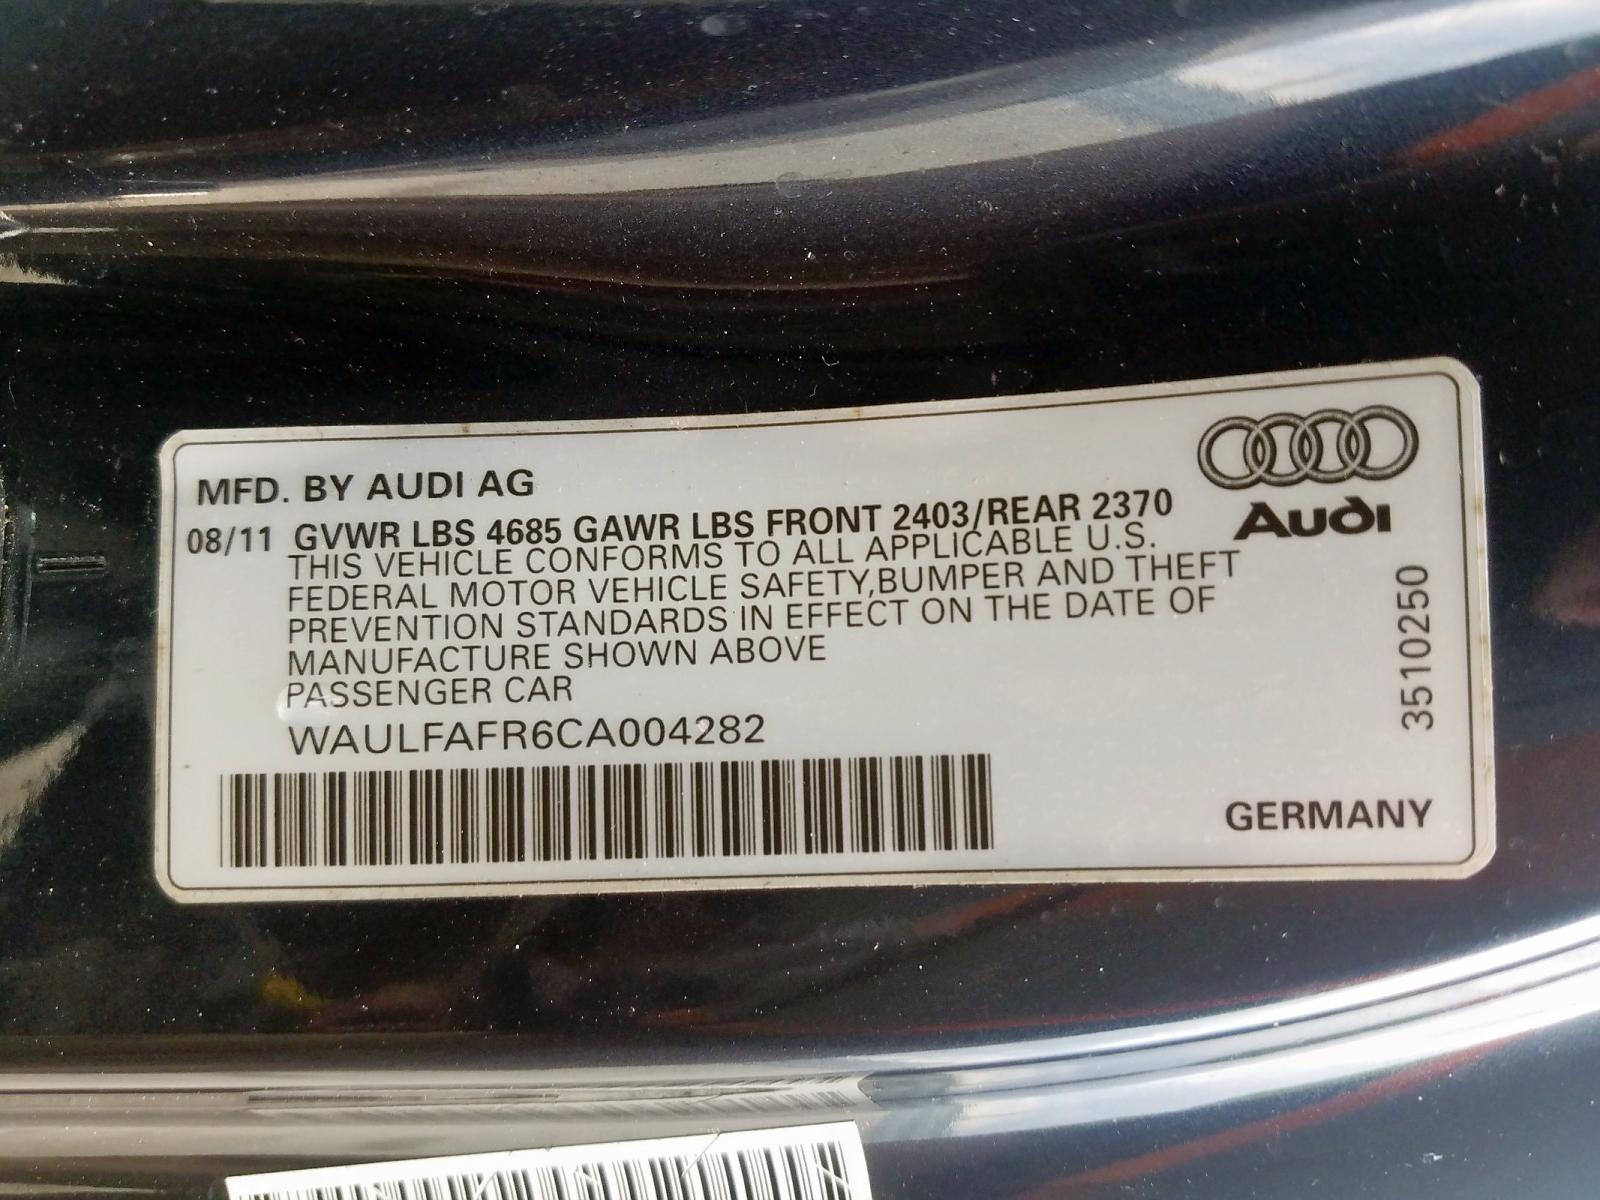 MFD. BY AUDI AG
08/11 GVWR LBS 4685 GAWR LBS FRONT 2403/REAR 2370
THIS VEHICLE CONFORMS TO ALL APPLICABLE U.S.
FEDERAL MOTOR VEHICLE SAFETY,BUMPER AND THEFT
PREVENTION STANDARDS IN EFFECT ON THE DATE OF
MANUFACTURE SHOWN ABOVE
PASSENGER CAR
WAULFAFR6CA004282
Audi
35102250
GERMANY